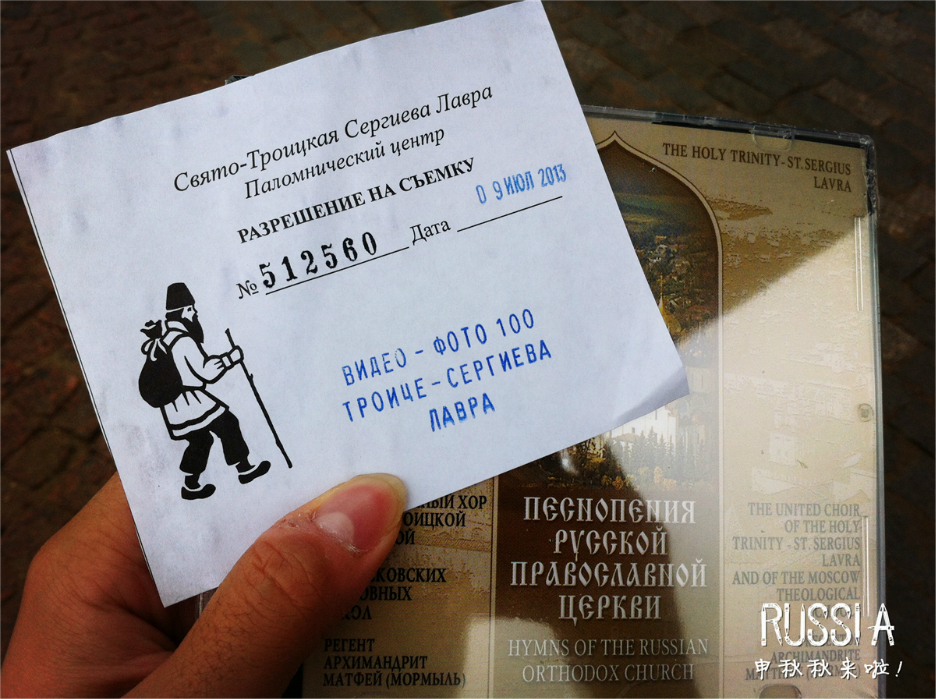 Свято-Троицкая Сергиева Лавра
Паломнический центр
РАЗРЕШЕНИЕ НА СЪЕМКУ
№ 512560 Дата 09 ИЮЛ 2013
ВИДЕО - ФОТО 100
ТРОИЦЕ-СЕРГИЕВА
ЛАВРА
THE HOLY TRINITY - ST. SERGIUS
LAVRA
ПЕСНОПЕНИЯ
РУССКОЙ
ПРАВОСЛАВНОЙ
ЦЕРКВИ
HYMNS OF THE RUSSIAN
ORTHODOX CHURCH
ХОР
РЕГЕНТ
АРХИМАНДРИТ
МАТФЕЙ (МОРМЫЛЬ)
THE UNITED CHOIR
OF THE HOLY
TRINITY - ST. SERGIUS
LAVRA
AND OF THE MOSCOW
THEOLOGICAL
ARCHIMANDRITE
RUSSIA
申秋秋来啦!